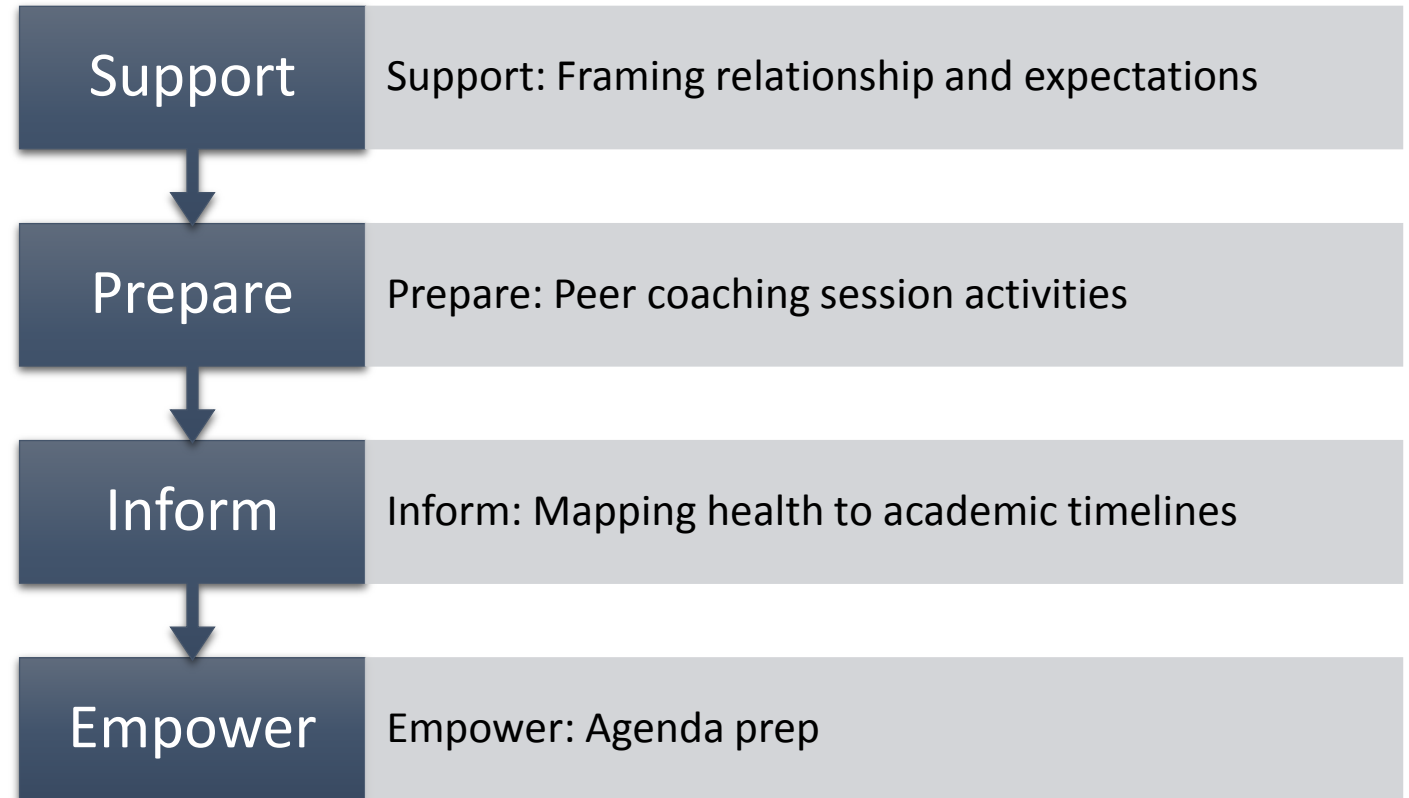 Support
Support: Framing relationship and expectations
Prepare
Prepare: Peer coaching session activities
Inform
Inform: Mapping health to academic timelines
Empower
Empower: Agenda prep